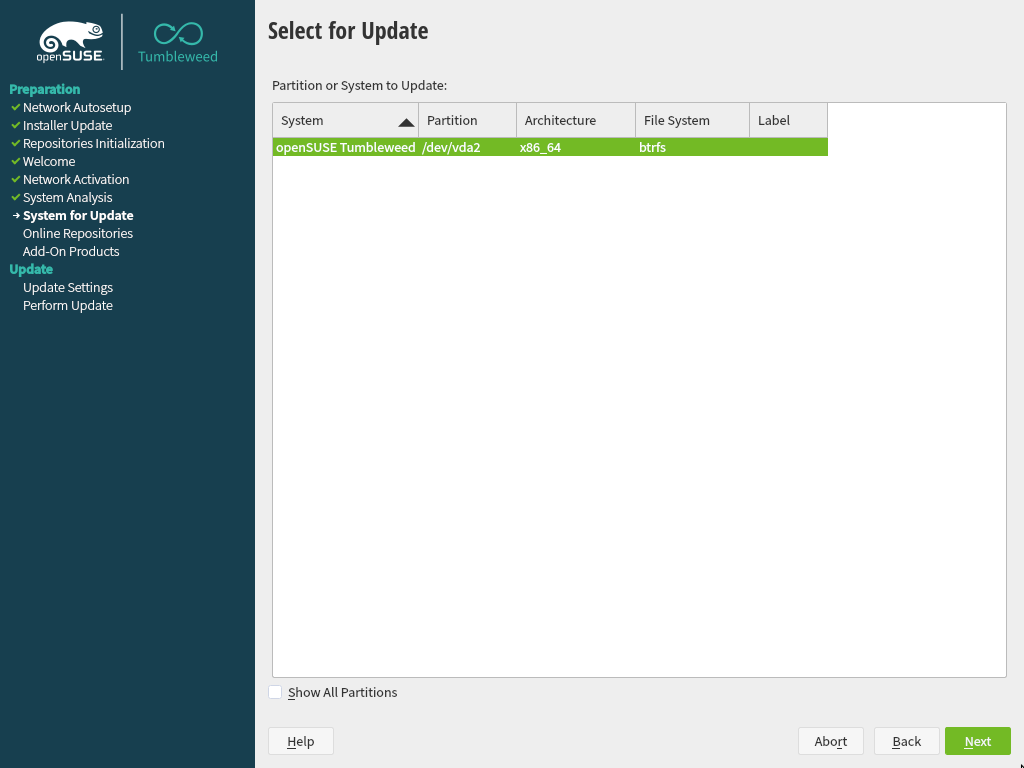 openSUSE
Tumbleweed
Preparation
Network Autosetup
Installer Update
Repositories Initialization
Welcome
Network Activation
System Analysis
System for Update
Online Repositories
Add-On Products
Update
Update Settings
Perform Update
Select for Update
Partition or System to Update:
System Partition Architecture File System Label
openSUSE Tumbleweed /dev/vda2 x86_64 btrfs
Show All Partitions
Help Abort Back Next